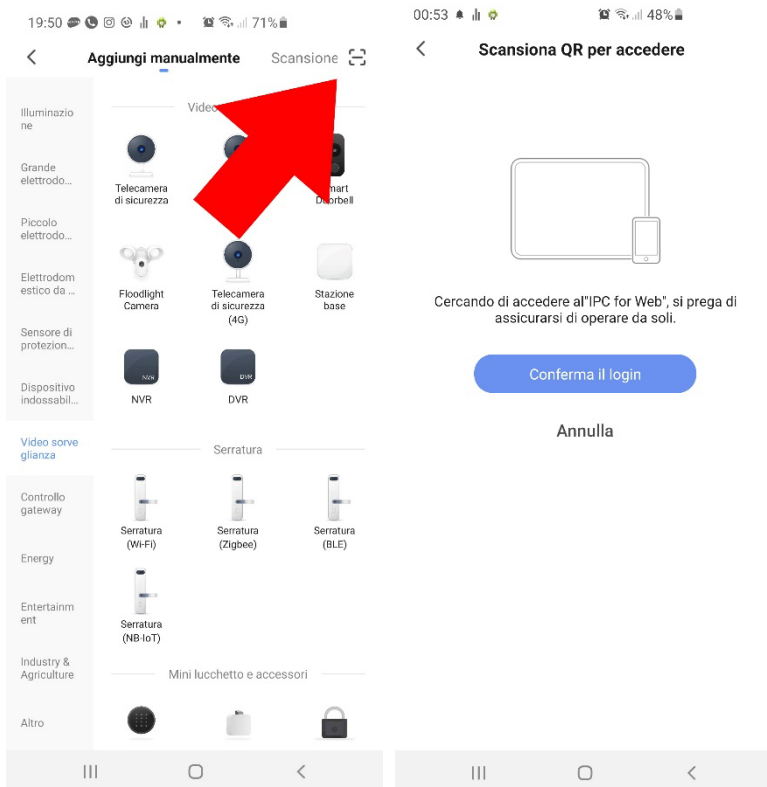 19:50
71%
Aggiungi manualmente
Scansione
Illuminazio
ne
Grande
elettrodo...
Piccolo
elettrodo...
Elettrodom
estico da ...
Sensore di
protezion...
Dispositivo
indossabil...
Video sorve
glianza
Controllo
gateway
Energy
Entertainm
ent
Industry &
Agriculture
Altro
Telecamera
di sicurezza
Floodlight
Camera
Telecamera
di sicurezza
(4G)
Stazione
base
NVR
NVR
DVR
DVR
Serratura
Serratura
(Wi-Fi)
Serratura
(Zigbee)
Serratura
(BLE)
Serratura
(NB-IoT)
Mini lucchetto e accessori
00:53
48%
Scansiona QR per accedere
Cercando di accedere al"IPC for Web", si prega di
assicurarsi di operare da soli.
Conferma il login
Annulla